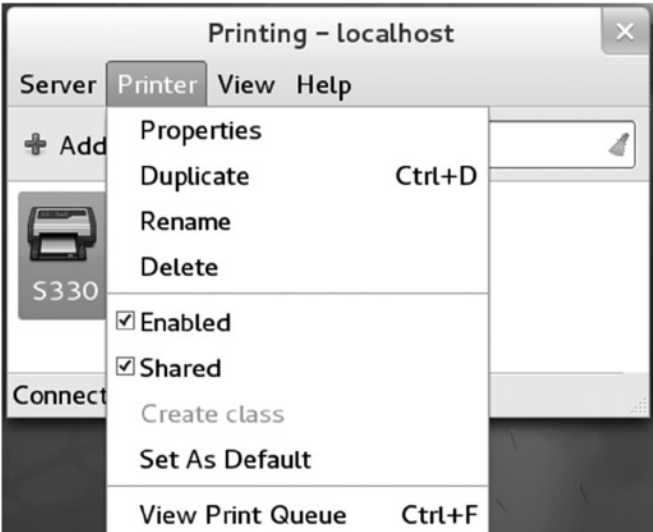 Printing – localhost
Server Printer View Help
Add
Properties
Duplicate Ctrl+D
Rename
Delete
S330
Enabled
Shared
Connect
Create class
Set As Default
View Print Queue Ctrl+F